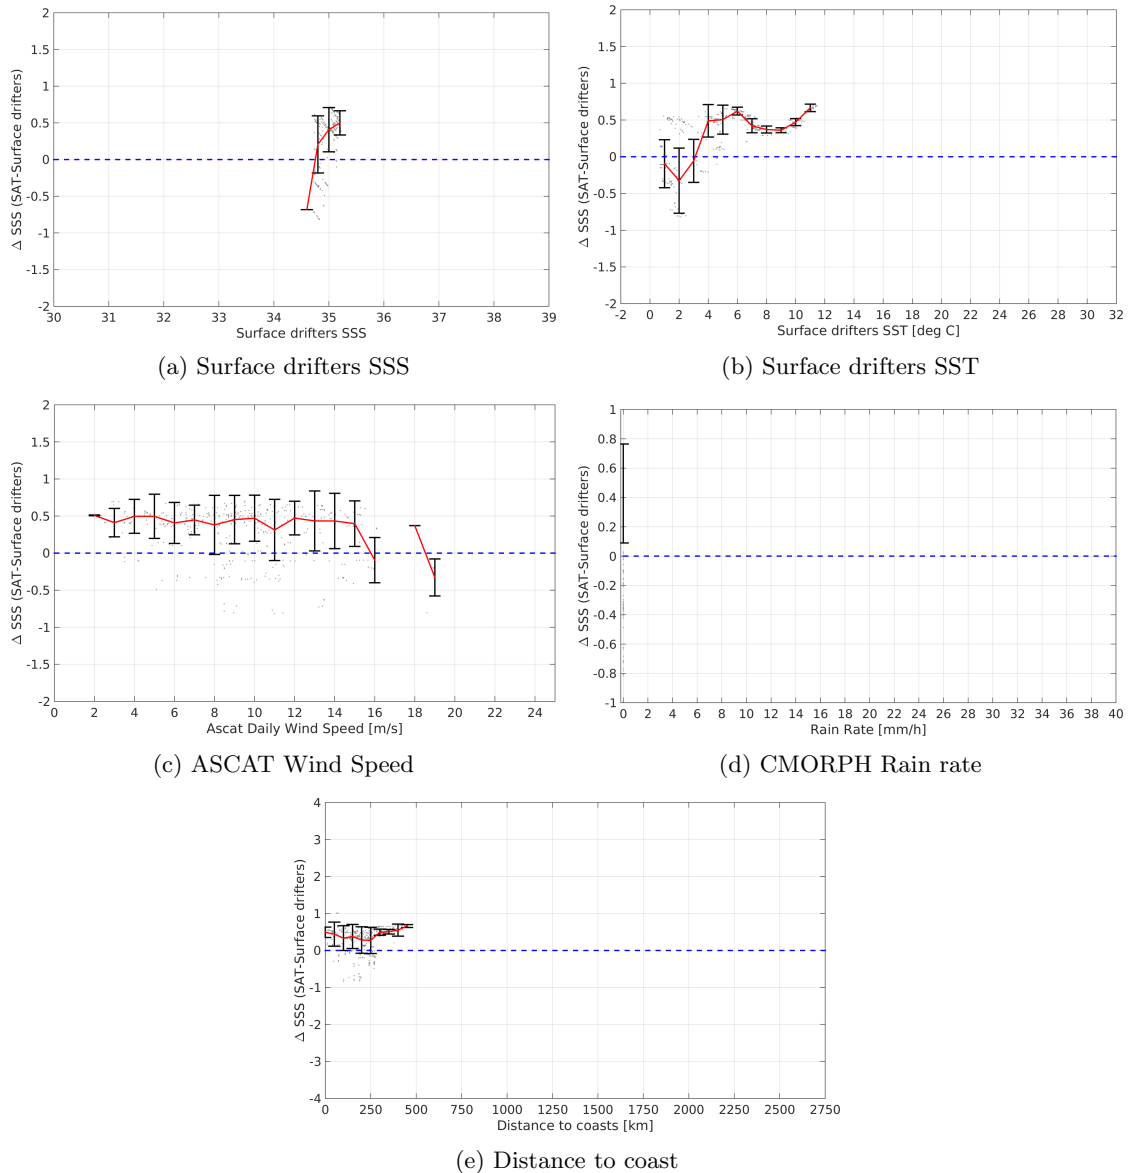 2
1.5
1
0.5
0
-0.5
-1
-1.5
-2
Δ SSS (SAT-Surface drifters)
30 31 32 33 34 35 36 37 38 39
Surface drifters SSS
(a) Surface drifters SSS
2
1.5
1
0.5
0
-0.5
-1
-1.5
-2
Δ SSS (SAT-Surface drifters)
-2 0 2 4 6 8 10 12 14 16 18 20 22 24 26 28 30 32
Surface drifters SST [deg C]
(b) Surface drifters SST
2
1.5
1
0.5
0
-0.5
-1
-1.5
-2
Δ SSS (SAT-Surface drifters)
0 2 4 6 8 10 12 14 16 18 20 22 24
Ascat Daily Wind Speed [m/s]
(c) ASCAT Wind Speed
1
0.8
0.6
0.4
0.2
0
-0.2
-0.4
-0.6
-0.8
-1
Δ SSS (SAT-Surface drifters)
0 2 4 6 8 10 12 14 16 18 20 22 24 26 28 30 32 34 36 38 40
Rain Rate [mm/h]
(d) CMORPH Rain rate
4
3
2
1
0
-1
-2
-3
-4
Δ SSS (SAT-Surface drifters)
0 250 500 750 1000 1250 1500 1750 2000 2250 2500 2750
Distance to coasts [km]
(e) Distance to coast